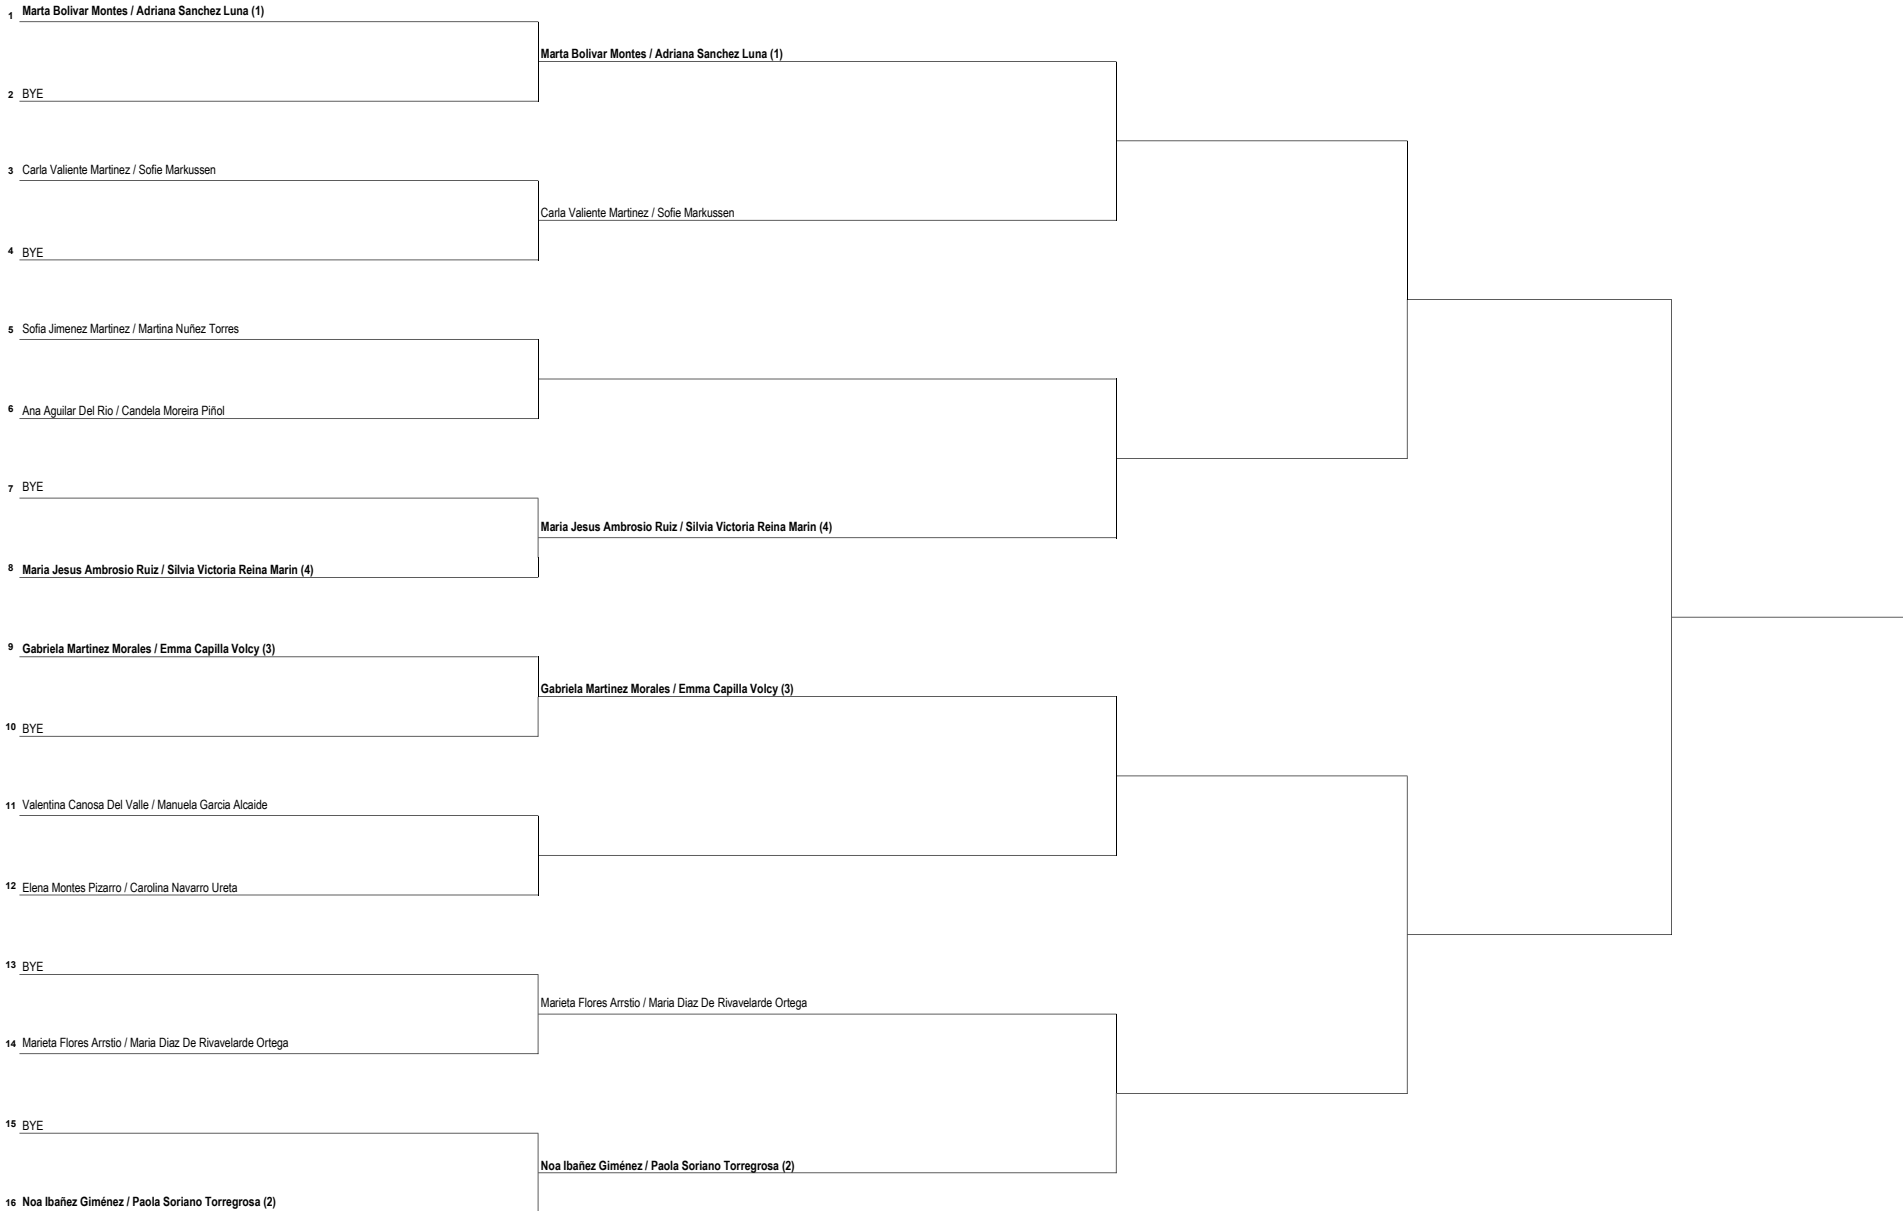 1 Marta Bolivar Montes / Adriana Sanchez Luna (1)
Marta Bolivar Montes / Adriana Sanchez Luna (1)
2 BYE
3 Carla Valiente Martinez / Sofie Markussen
Carla Valiente Martinez / Sofie Markussen
4 BYE
5 Sofia Jimenez Martinez / Martina Nuñez Torres
6 Ana Aguilar Del Rio / Candela Moreira Piñol
7 BYE
Maria Jesus Ambrosio Ruiz / Silvia Victoria Reina Marin (4)
8 Maria Jesus Ambrosio Ruiz / Silvia Victoria Reina Marin (4)
9 Gabriela Martinez Morales / Emma Capilla Volcy (3)
Gabriela Martinez Morales / Emma Capilla Volcy (3)
10 BYE
11 Valentina Canosa Del Valle / Manuela Garcia Alcaide
12 Elena Montes Pizarro / Carolina Navarro Ureta
13 BYE
Marieta Flores Arrstio / Maria Diaz De Rivavelarde Ortega
14 Marieta Flores Arrstio / Maria Diaz De Rivavelarde Ortega
15 BYE
Noa Ibañez Giménez / Paola Soriano Torregrosa (2)
16 Noa Ibañez Giménez / Paola Soriano Torregrosa (2)